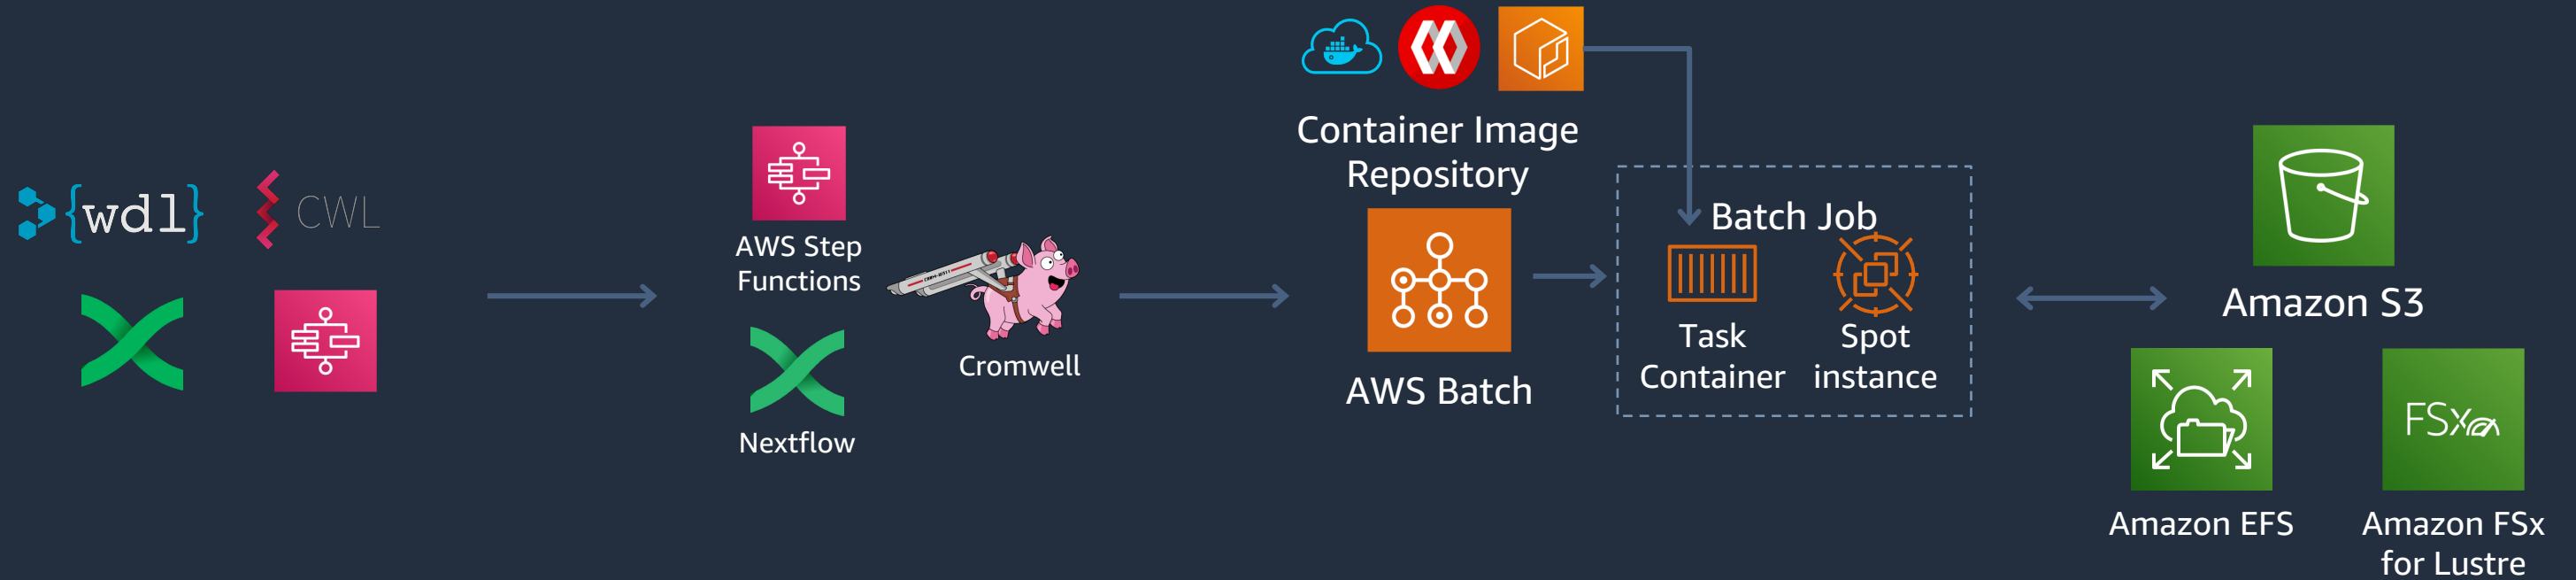 {wdl}
CWL
AWS Step
Functions
Cromwell
Nextflow
Container Image
Repository
AWS Batch
Batch Job
Task
Container
Spot
instance
Amazon S3
FSx
Amazon EFS
Amazon FSx
for Lustre